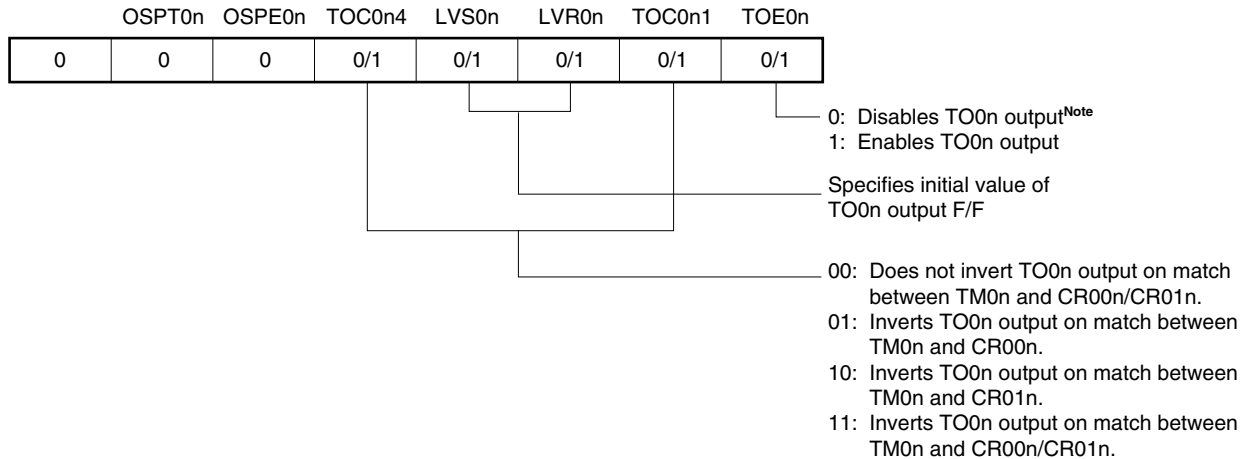 OSPT0n OSPE0n TOC0n4 LVS0n LVR0n TOC0n1 TOE0n
0 0 0 0/1 0/1 0/1 0/1 0/1
0: Disables TO0n outputNote
1: Enables TO0n output
Specifies initial value of
TO0n output F/F
00: Does not invert TO0n output on match
between TM0n and CR00n/CR01n.
01: Inverts TO0n output on match between
TM0n and CR00n.
10: Inverts TO0n output on match between
TM0n and CR01n.
11: Inverts TO0n output on match between
TM0n and CR00n/CR01n.